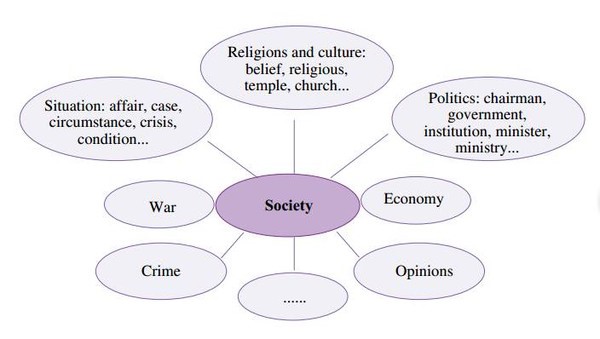 Religions and culture:
belief, religious,
temple, church...
Situation: affair, case,
circumstance, crisis,
condition...
Politics: chairman,
government,
institution, minister,
ministry...
War
Society
Economy
Crime
......
Opinions